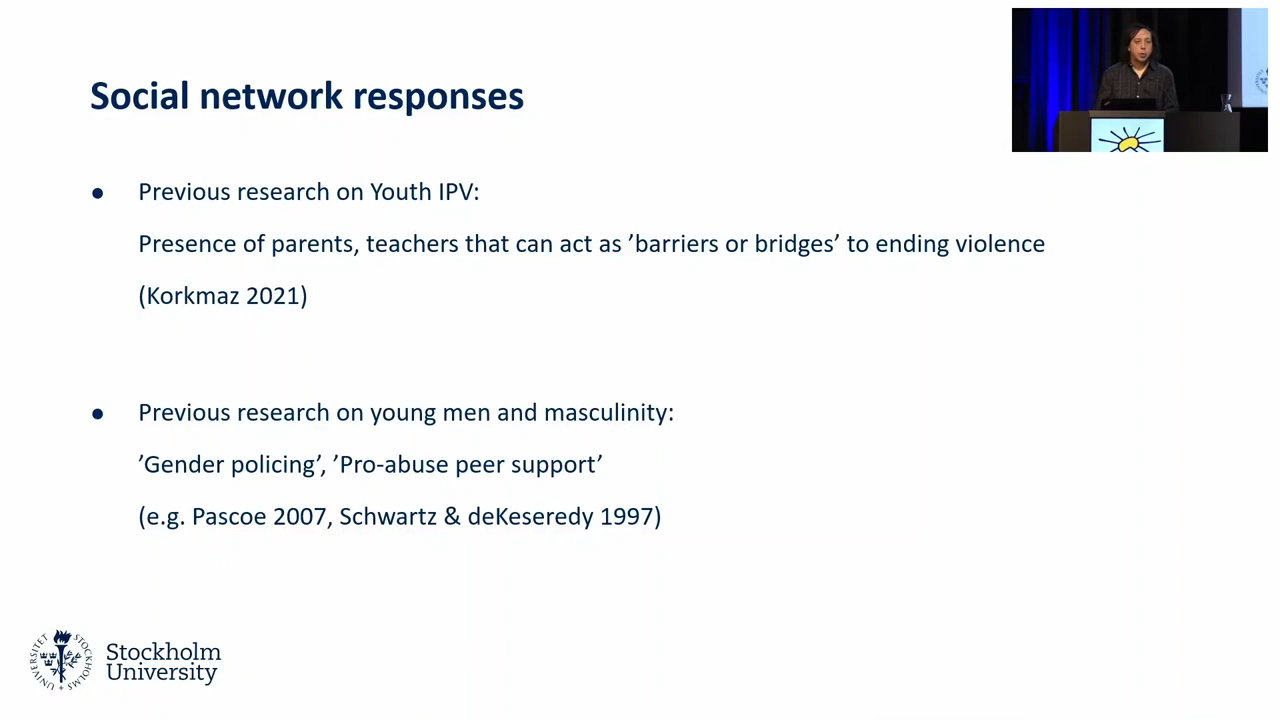 Social network responses
● Previous research on Youth IPV:
Presence of parents, teachers that can act as ’barriers or bridges’ to ending violence
(Korkmaz 2021)
● Previous research on young men and masculinity:
’Gender policing’, ’Pro-abuse peer support’
(e.g. Pascoe 2007, Schwartz & deKeseredy 1997)
STOCKHOLMS UNIVERSITET
Stockholm
University